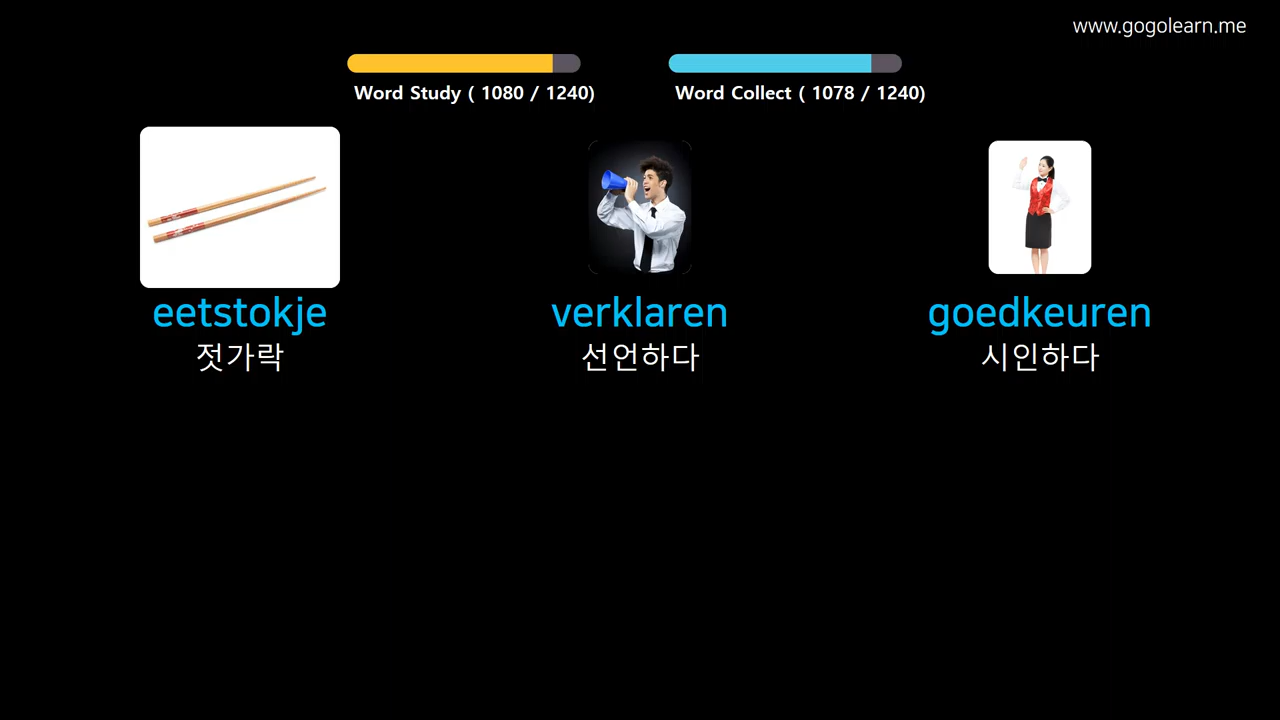 www.gogolearn.me
Word Study ( 1080 / 1240)
Word Collect ( 1078 / 1240)
eetstokje
젓가락
verklaren
선언하다
goedkeuren
시인하다